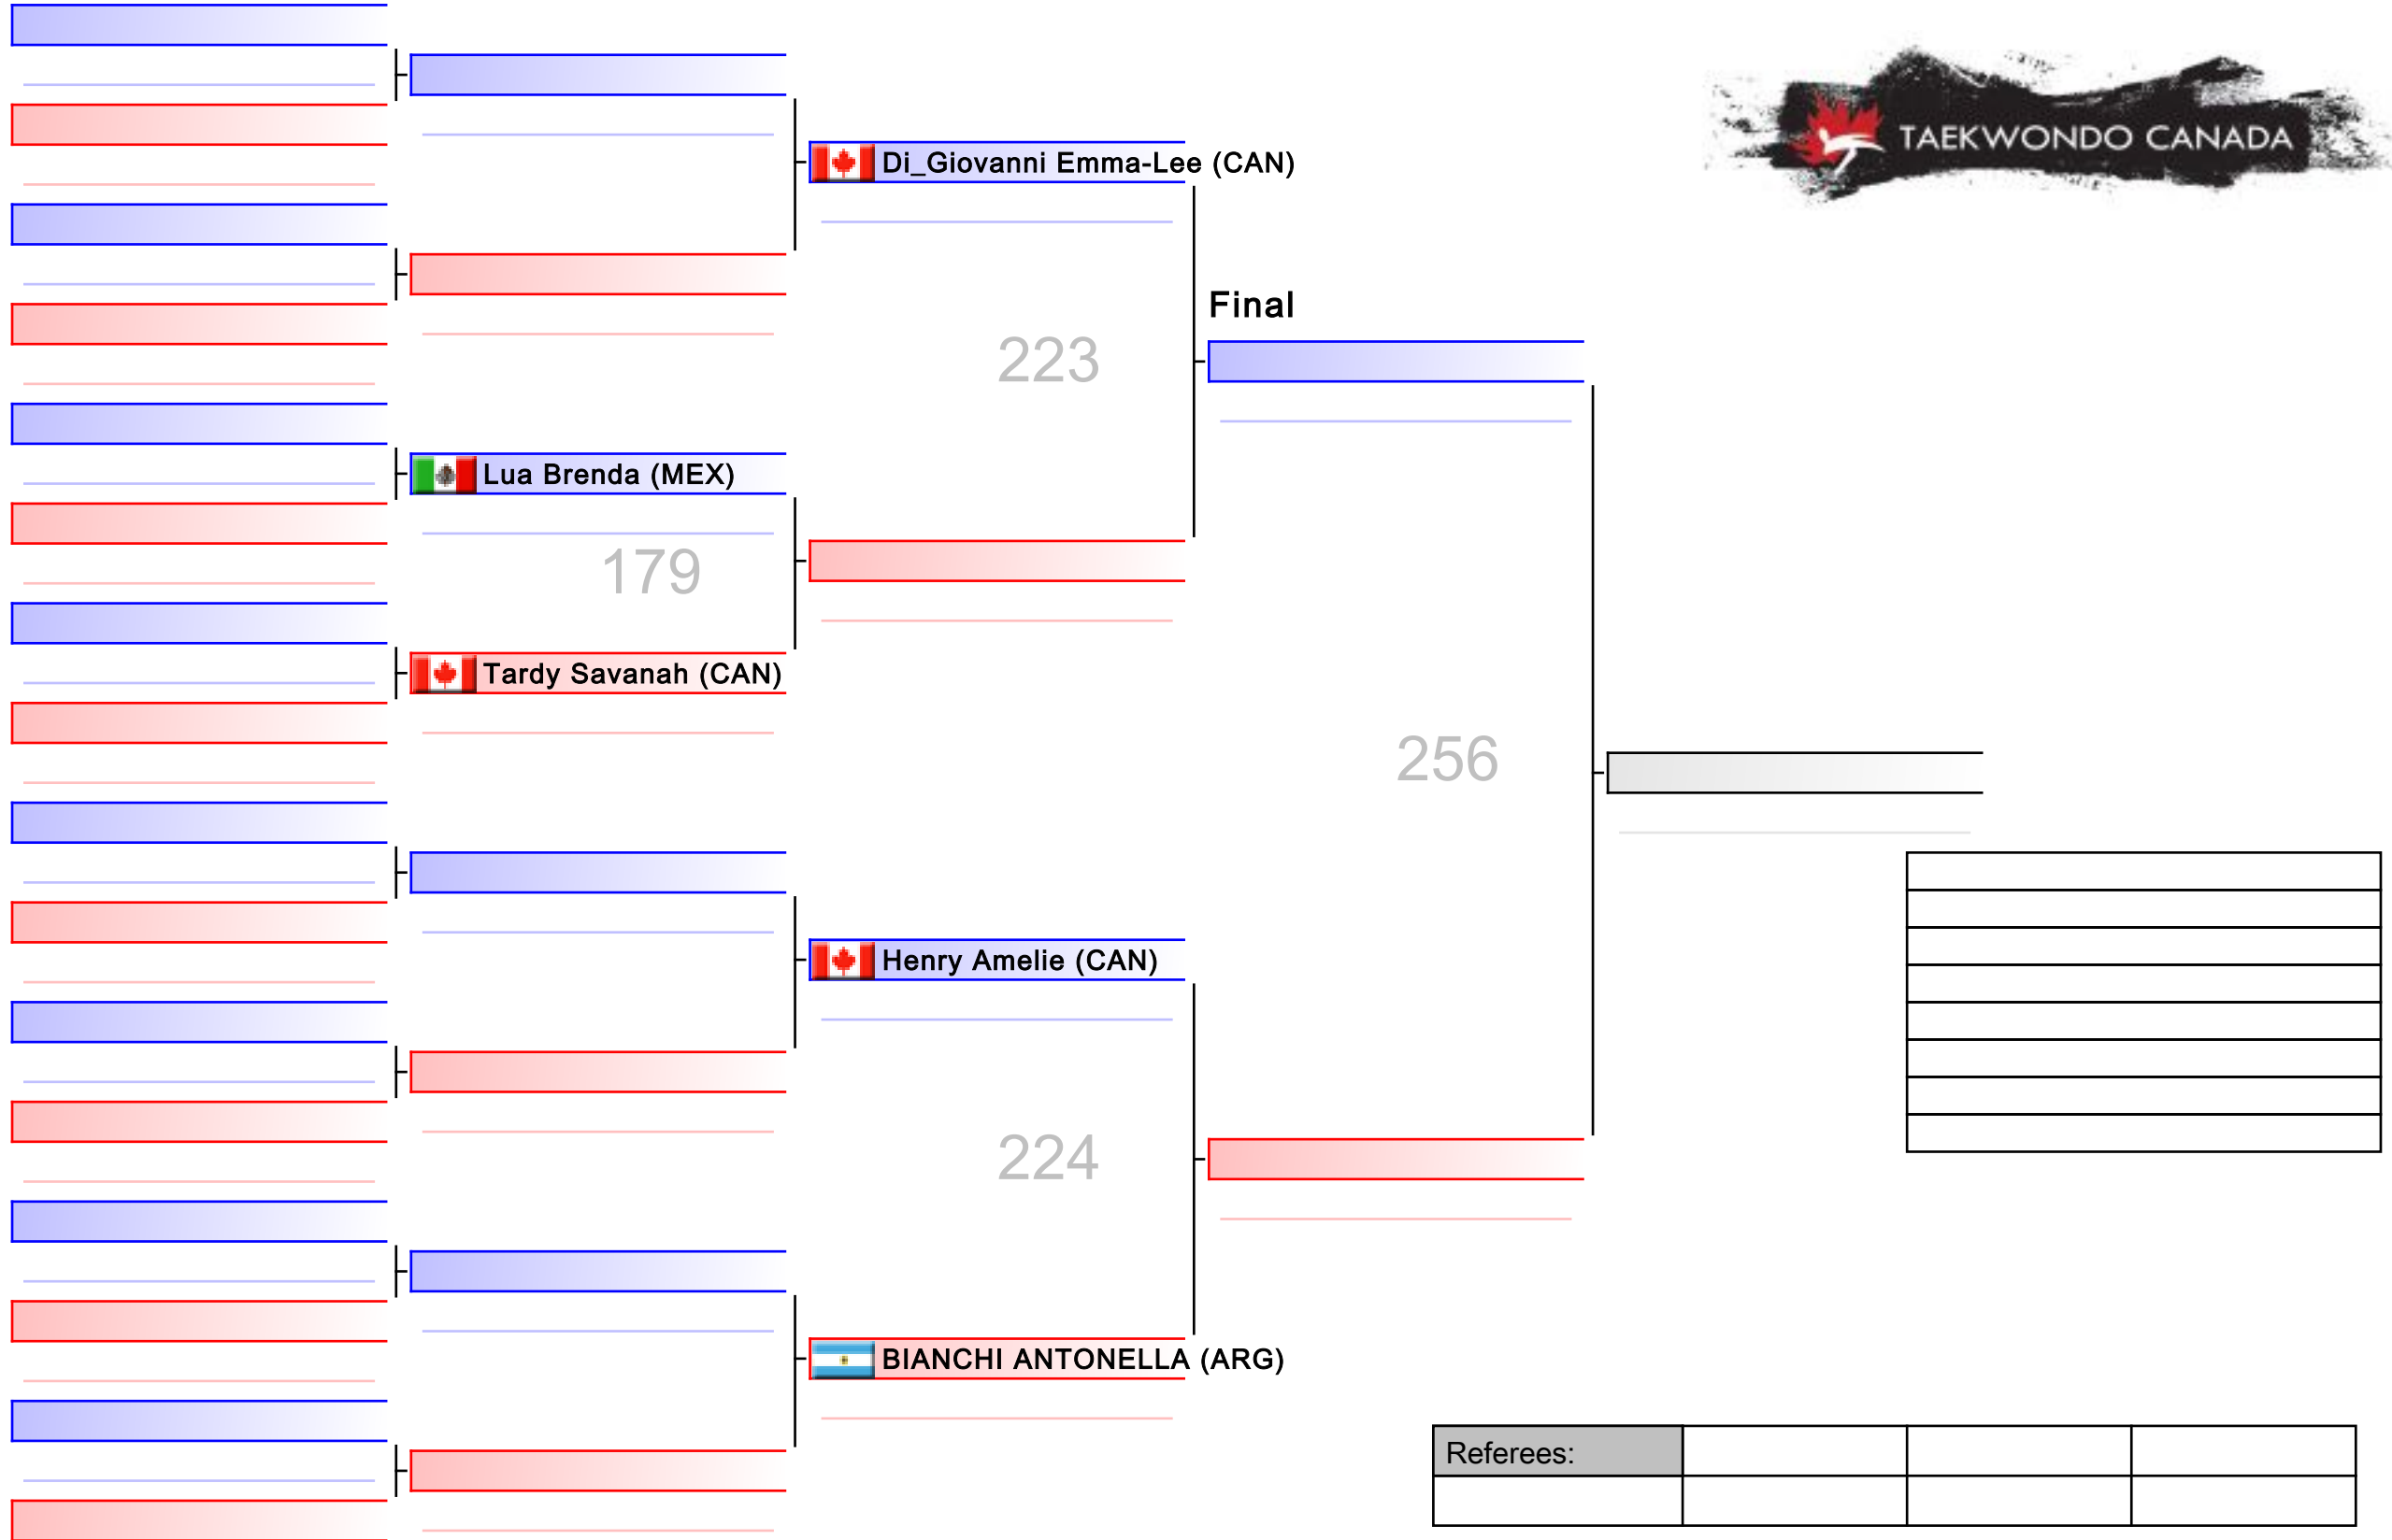 TAEKWONDO CANADA
Di_Giovanni Emma-Lee (CAN)
Final
223
Lua Brenda (MEX)
179
Tardy Savanah (CAN)
256
Henry Amelie (CAN)
224
BIANCHI ANTONELLA (ARG)
Referees: